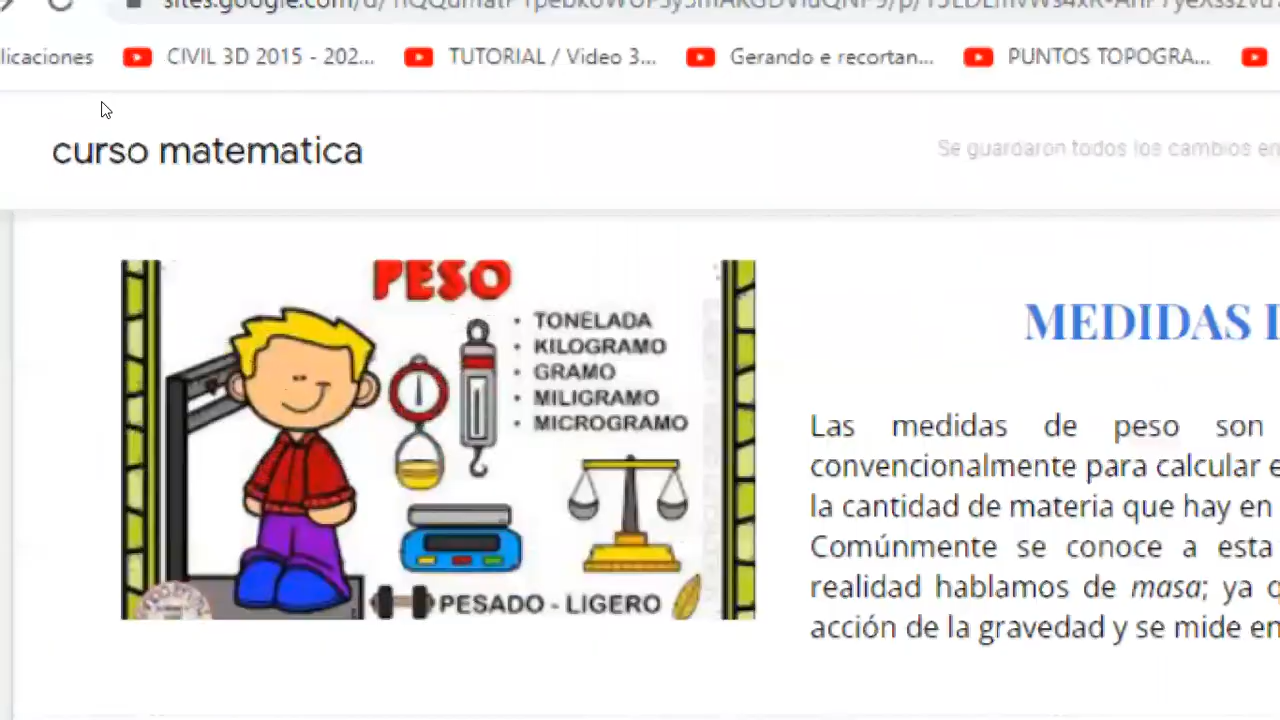 licaciones
CIVIL 3D 2015 - 202...
TUTORIAL / Video 3...
Gerando e recortan...
PUNTOS TOPOGRA...
curso matematica
Se guardaron todos los cambios en
PESO
• TONELADA
• KILOGRAMO
• GRAMO
• MILIGRAMO
• MICROGRAMO
PESADO - LIGERO
MEDIDAS
Las medidas de peso son
convencionalmente para calcular e
la cantidad de materia que hay en
Comúnmente se conoce a esta
realidad hablamos de masa; ya q
acción de la gravedad y se mide en